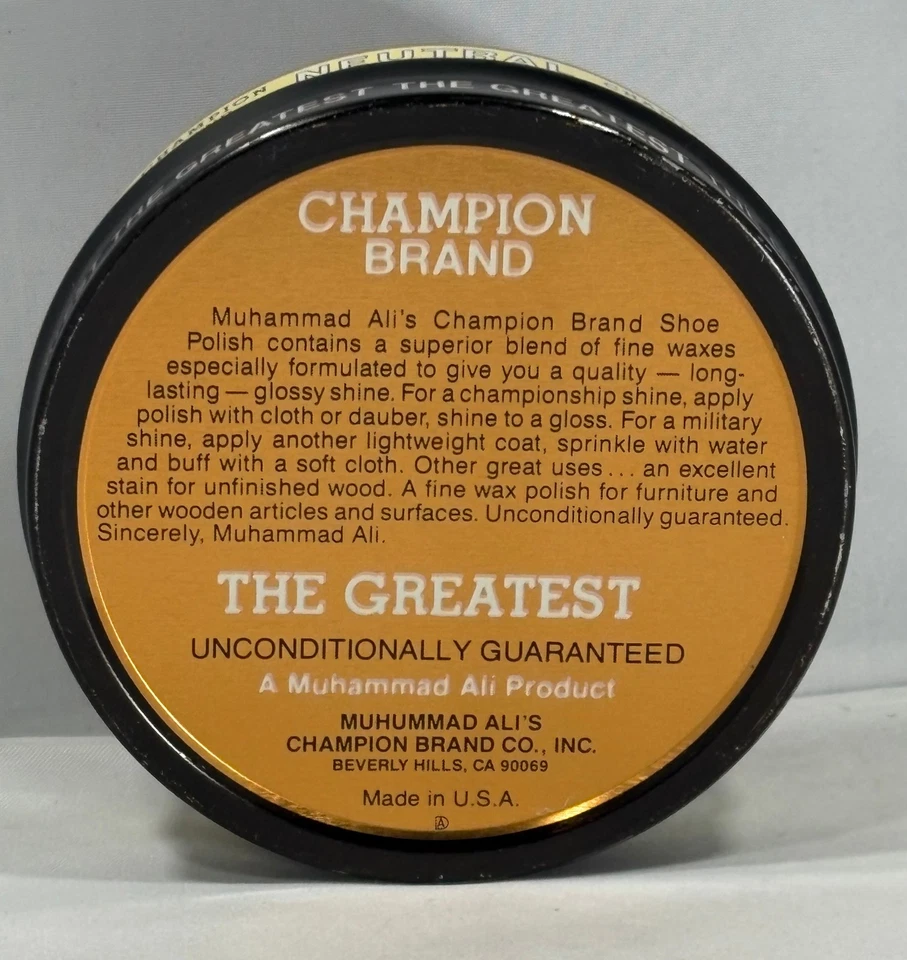 CHAMPION NEUTRAL
THE GREATEST THE GREATEST
CHAMPION
BRAND
Muhammad Ali's Champion Brand Shoe
Polish contains a superior blend of fine waxes
especially formulated to give you a quality — long-
lasting — glossy shine. For a championship shine, apply
polish with cloth or dauber, shine to a gloss. For a military
shine, apply another lightweight coat, sprinkle with water
and buff with a soft cloth. Other great uses... an excellent
stain for unfinished wood. A fine wax polish for furniture and
other wooden articles and surfaces. Unconditionally guaranteed.
Sincerely, Muhammad Ali.
THE GREATEST
UNCONDITIONALLY GUARANTEED
A Muhammad Ali Product
MUHUMMAD ALI'S
CHAMPION BRAND CO., INC.
BEVERLY HILLS, CA 90069
Made in U.S.A.